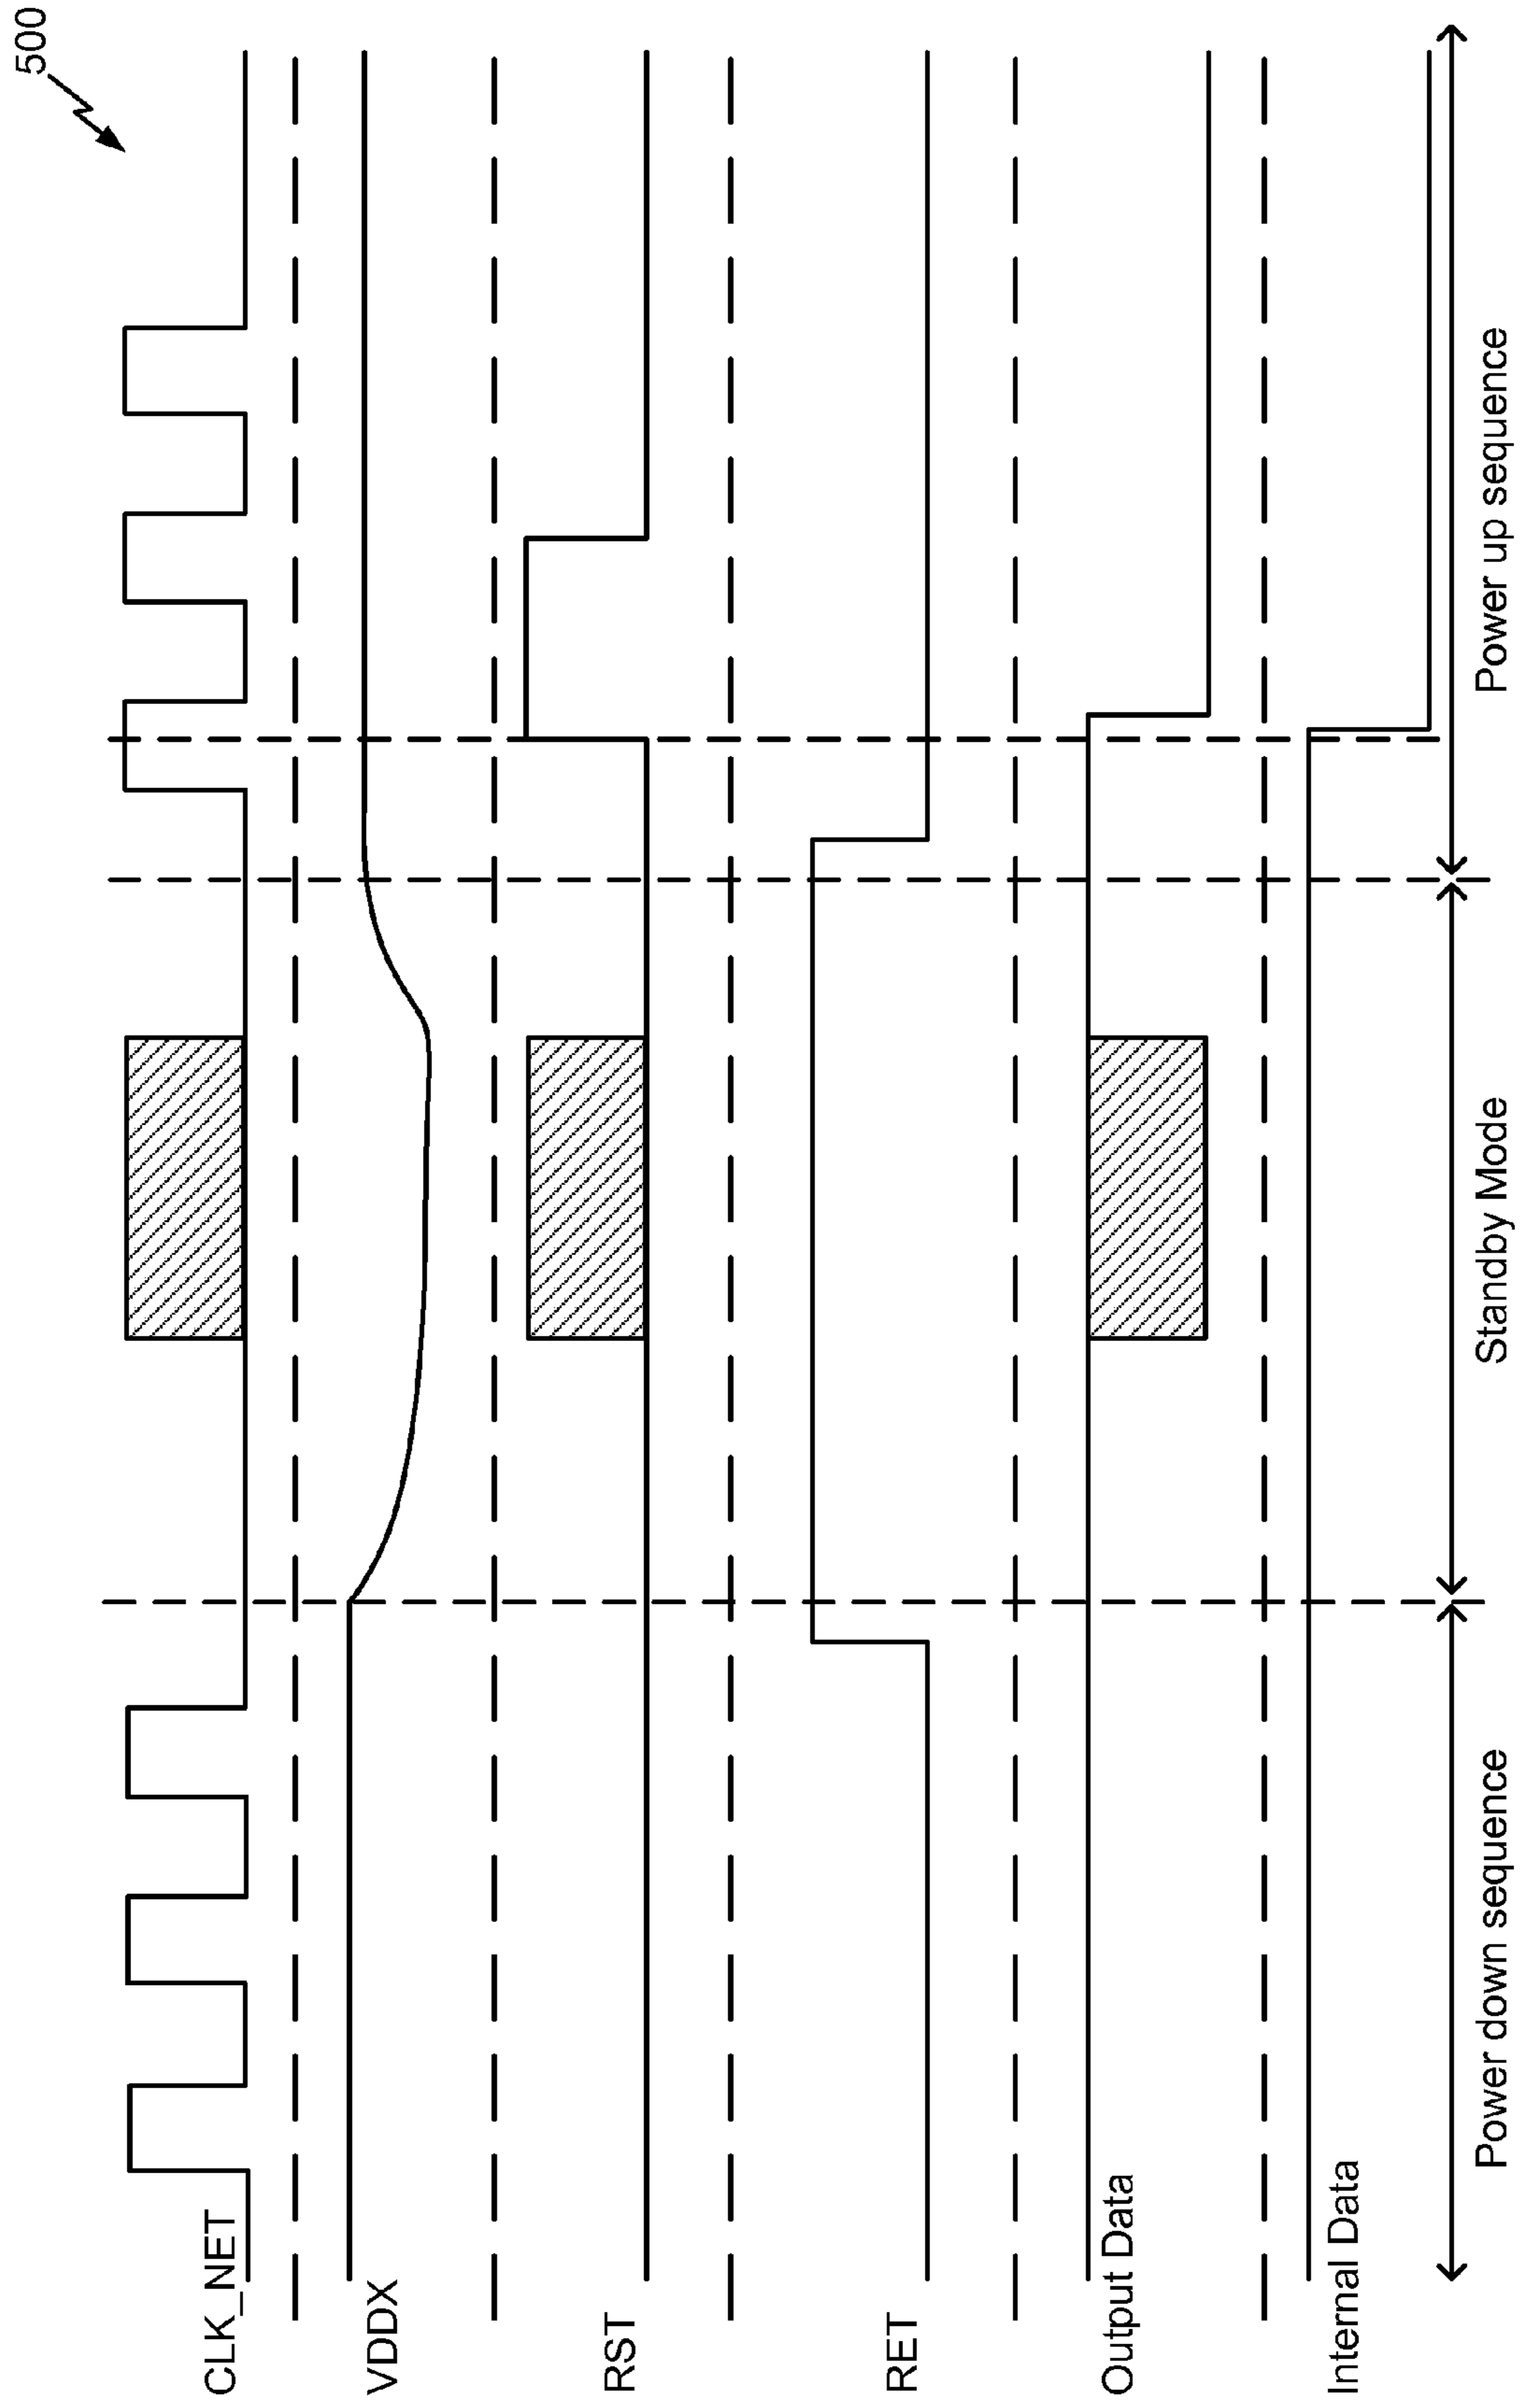 500
CLK_NET
VDDX
RST
RET
Output Data
Internal Data
Power down sequence
Standby Mode
Power up sequence